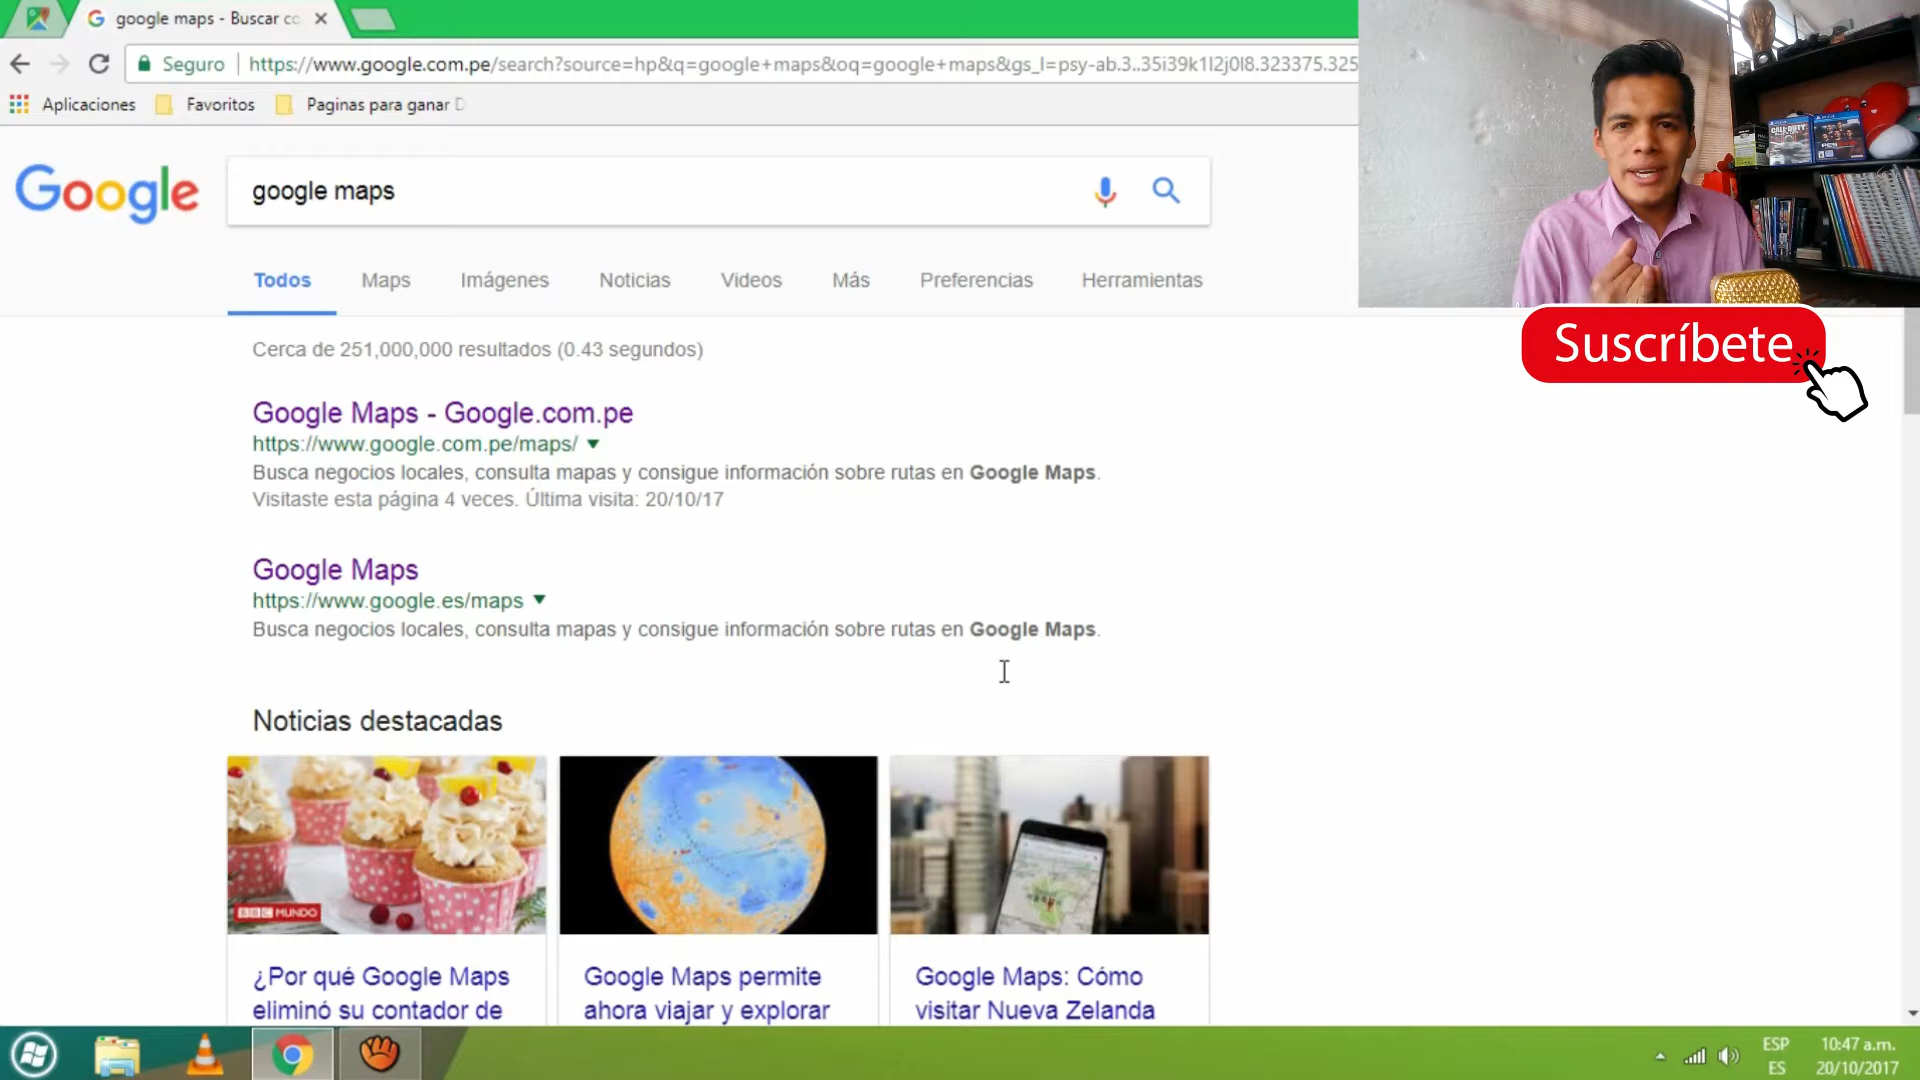 google maps - Buscar co
Seguro
https://www.google.com.pe/search?source=hp&q=google+maps&oq=google+maps&gs_l=psy-ab.3..35i39k1l2j0l8.323375.325
Aplicaciones
Favoritos
Paginas para ganar D
Google
google maps
Todos
Maps
Imágenes
Noticias
Videos
Más
Preferencias
Herramientas
CALL OF DUTY
PES
Suscríbete
Cerca de 251,000,000 resultados (0.43 segundos)
Google Maps - Google.com.pe
https://www.google.com.pe/maps/
Busca negocios locales, consulta mapas y consigue información sobre rutas en Google Maps.
Visitaste esta página 4 veces. Última visita: 20/10/17
Google Maps
https://www.google.es/maps
Busca negocios locales, consulta mapas y consigue información sobre rutas en Google Maps.
Noticias destacadas
BBC MUNDO
¿Por qué Google Maps
eliminó su contador de
Google Maps permite
ahora viajar y explorar
Google Maps: Cómo
visitar Nueva Zelanda
ESP
ES
10:47 a.m.
20/10/2017